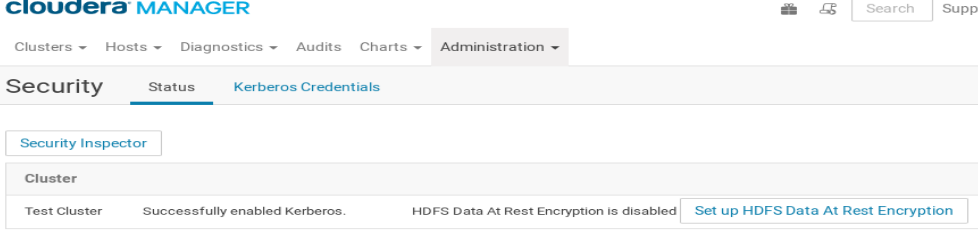 cloudera MANAGER Search Supp
Clusters Hosts Diagnostics Audits Charts Administration
Security Status Kerberos Credentials
Security Inspector
Cluster
Test Cluster Successfully enabled Kerberos. HDFS Data At Rest Encryption is disabled Set up HDFS Data At Rest Encryption